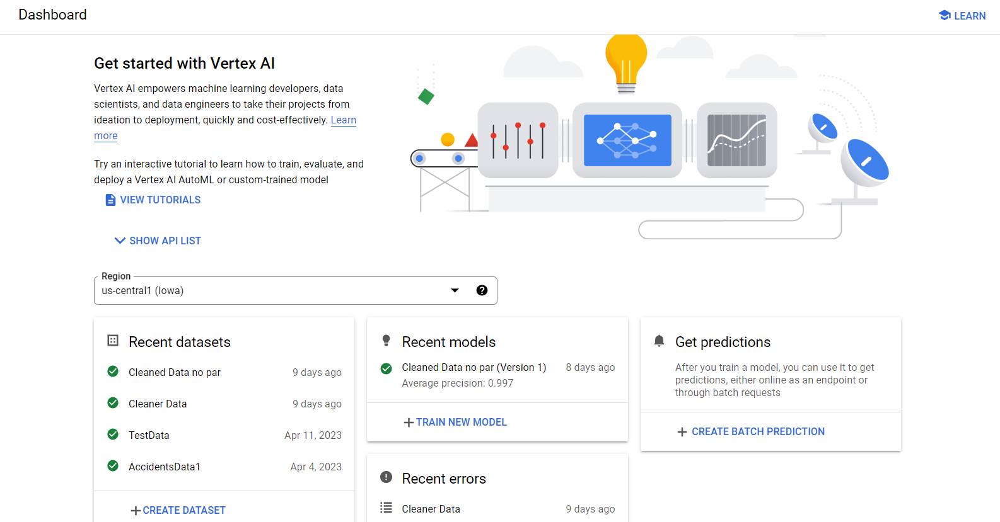 Dashboard
LEARN
Get started with Vertex AI
Vertex AI empowers machine learning developers, data
scientists, and data engineers to take their projects from
ideation to deployment, quickly and cost-effectively. Learn
more
Try an interactive tutorial to learn how to train, evaluate, and
deploy a Vertex AI AutoML or custom-trained model
VIEW TUTORIALS
SHOW API LIST
Region
us-central1 (Iowa)
Recent datasets
Cleaned Data no par 9 days ago
Cleaner Data 9 days ago
TestData Apr 11, 2023
AccidentsData1 Apr 4, 2023
CREATE DATASET
Recent models
Cleaned Data no par (Version 1) 8 days ago
Average precision: 0.997
TRAIN NEW MODEL
Recent errors
Cleaner Data 9 days ago
Get predictions
After you train a model, you can use it to get
predictions, either online as an endpoint or
through batch requests
CREATE BATCH PREDICTION